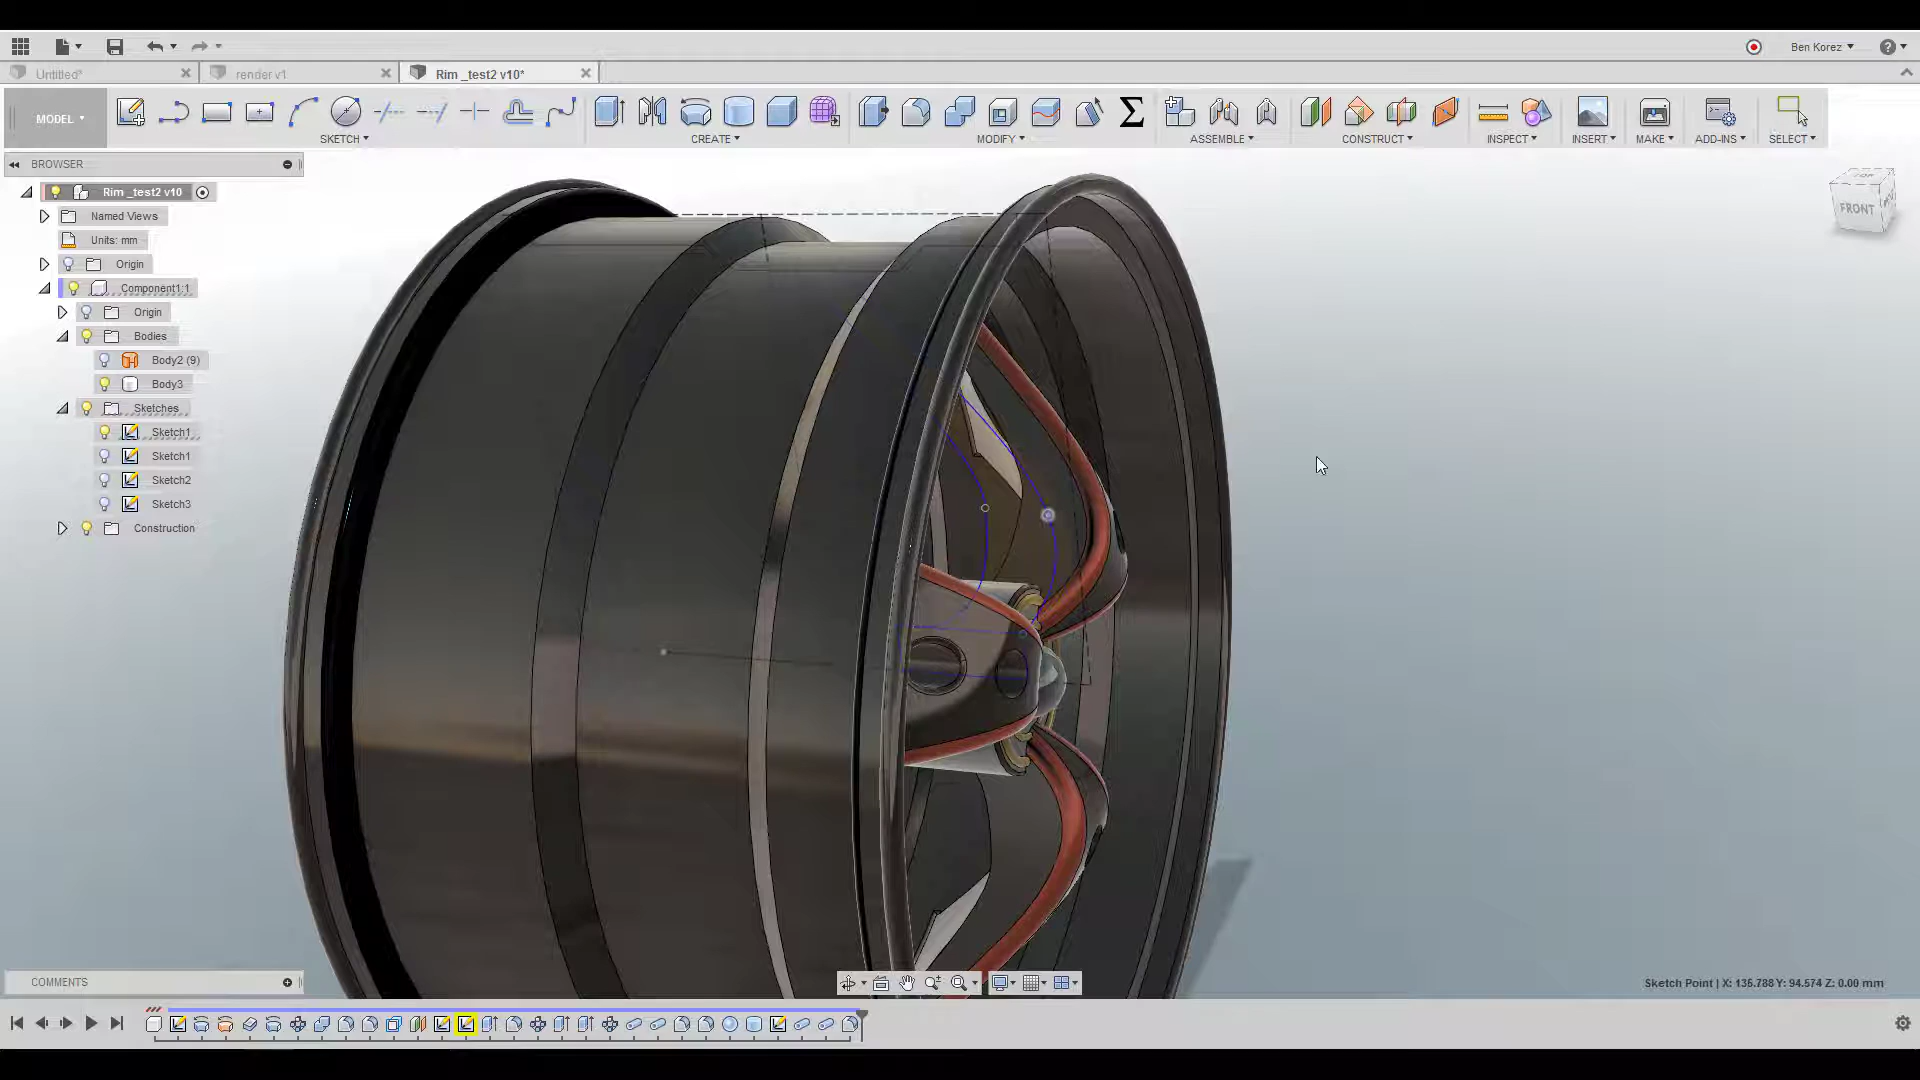 Ben Korez
Untitled*
render v1
Rim _test2 v10*
MODEL
SKETCH
CREATE
MODIFY
ASSEMBLE
CONSTRUCT
INSPECT
INSERT
MAKE
ADD-INS
SELECT
BROWSER
Rim _test2 v10
Named Views
Units: mm
Origin
Component1:1
Origin
Bodies
Body2 (9)
Body3
Sketches
Sketch1
Sketch1
Sketch2
Sketch3
Construction
TOP
FRONT
COMMENTS
Sketch Point | X: 136.788 Y: 94.574 Z: 0.00 mm